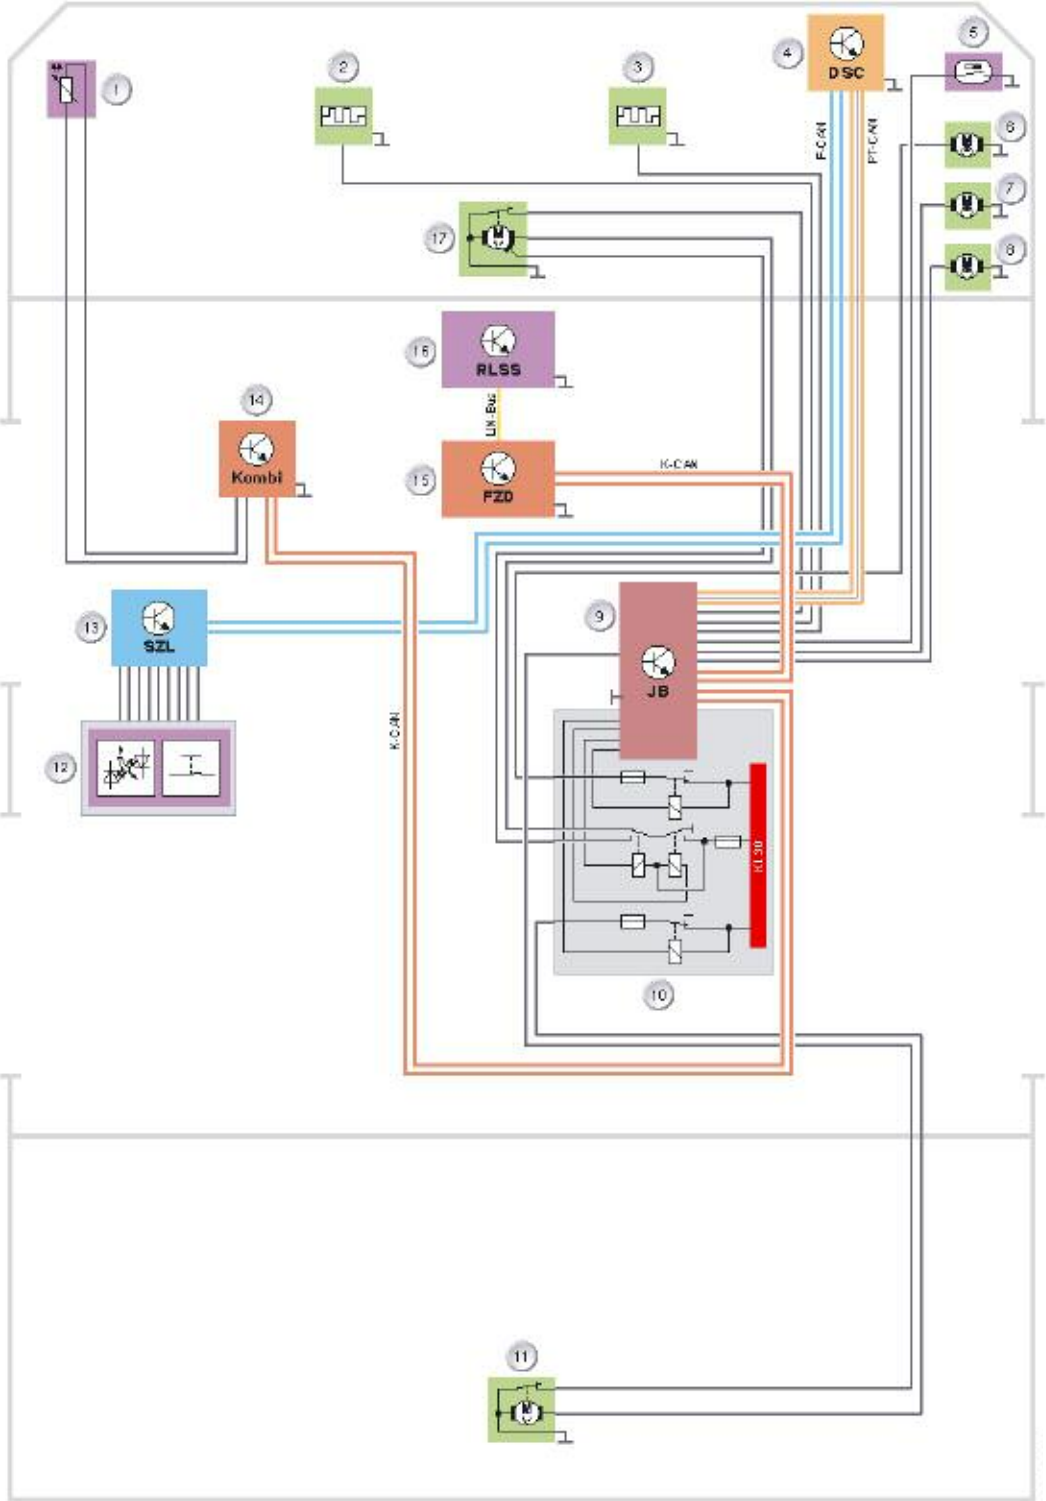 1
2
3
4
DSC
5
6
7
8
F-CAN
PT-CAN
17
16
RLSS
LIN-Bus
14
Kombi
15
FZD
K-CAN
13
SZL
9
JB
12
K-CAN
KL30
10
11